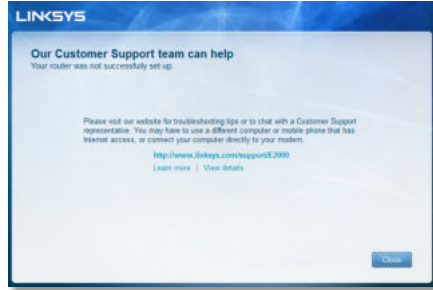 LINKSYS
Our Customer Support team can help
Your router was not successfully set up.
Please visit our website for troubleshooting tips or to chat with a Customer Support
representative. You may have to use a different computer or mobile phone that has
Internet access, or connect your computer directly to your modem.
http://www.linksys.com/support/E2000
Learn more | View details
Close